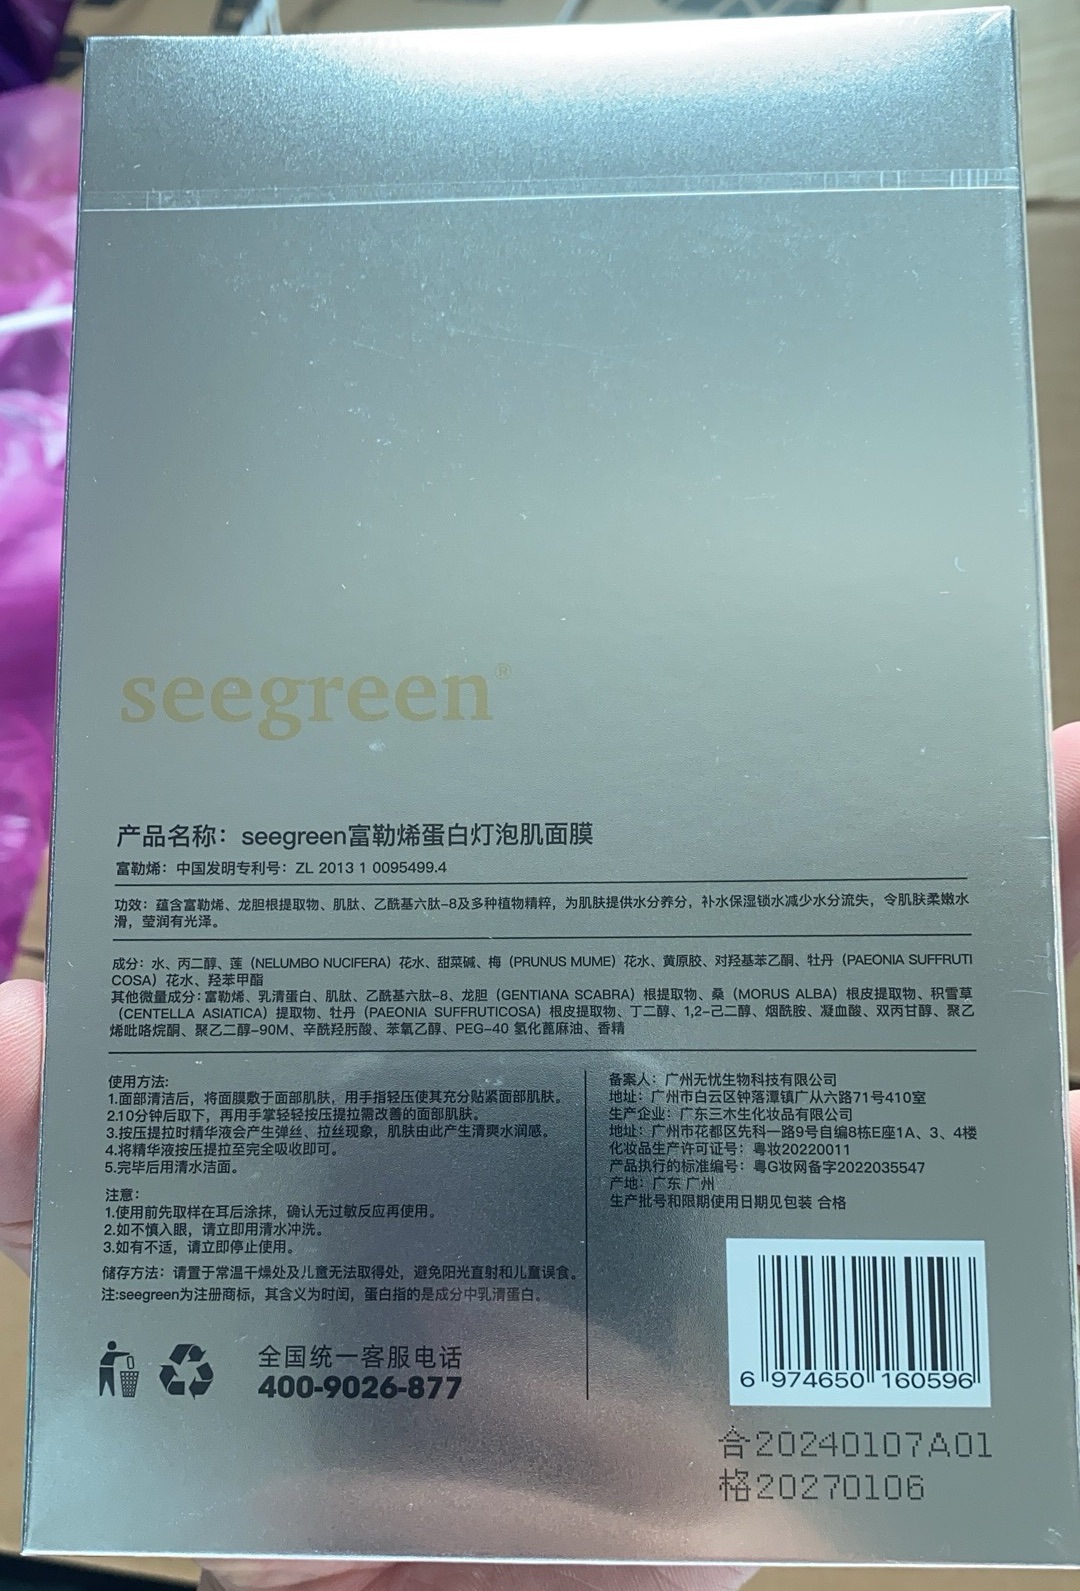 seegreen®
产品名称：seegreen富勒烯蛋白灯泡肌面膜
富勒烯：中国发明专利号：ZL 2013 1 0095499.4
功效：蕴含富勒烯、龙胆根提取物、肌肽、乙酰基六肽-8及多种植物精粹，为肌肤提供水分养分，补水保湿锁水减少水分流失，令肌肤柔嫩水
滑，莹润有光泽。
成分：水、丙二醇、莲（NELUMBO NUCIFERA）花水、甜菜碱、梅（PRUNUS MUME）花水、黄原胶、对羟基苯乙酮、牡丹（PAEONIA SUFFRUTI
COSA）花水、羟苯甲酯
其他微量成分：富勒烯、乳清蛋白、肌肽、乙酰基六肽-8、龙胆（GENTIANA SCABRA）根提取物、桑（MORUS ALBA）根皮提取物、积雪草
（CENTELLA ASIATICA）提取物、牡丹（PAEONIA SUFFRUTICOSA）根皮提取物、丁二醇、1,2-己二醇、烟酰胺、凝血酸、双丙甘醇、聚乙
烯吡咯烷酮、聚乙二醇-90M、辛酰羟肟酸、苯氧乙醇、PEG-40 氢化蓖麻油、香精
使用方法:
1.面部清洁后，将面膜敷于面部肌肤，用手指轻压使其充分贴紧面部肌肤。
2.10分钟后取下，再用手掌轻轻按压提拉需改善的面部肌肤。
3.按压提拉时精华液会产生弹丝、拉丝现象，肌肤由此产生清爽水润感。
4.将精华液按压提拉至完全吸收即可。
5.完毕后用清水洁面。
注意：
1.使用前先取样在耳后涂抹，确认无过敏反应再使用。
2.如不慎入眼，请立即用清水冲洗。
3.如有不适，请立即停止使用。
储存方法：请置于常温干燥处及儿童无法取得处，避免阳光直射和儿童误食。
注:seegreen为注册商标，其含义为时闰，蛋白指的是成分中乳清蛋白。
全国统一客服电话
400-9026-877
备案人：广州无忧生物科技有限公司
地址：广州市白云区钟落潭镇广从六路71号410室
生产企业：广东三木生化妆品有限公司
地址：广州市花都区先科一路9号自编8栋E座1A、3、4楼
化妆品生产许可证号：粤妆20220011
产品执行的标准编号：粤G妆网备字2022035547
产地：广东 广州
生产批号和限期使用日期见包装 合格
6 974650 160596
合20240107A01
格20270106